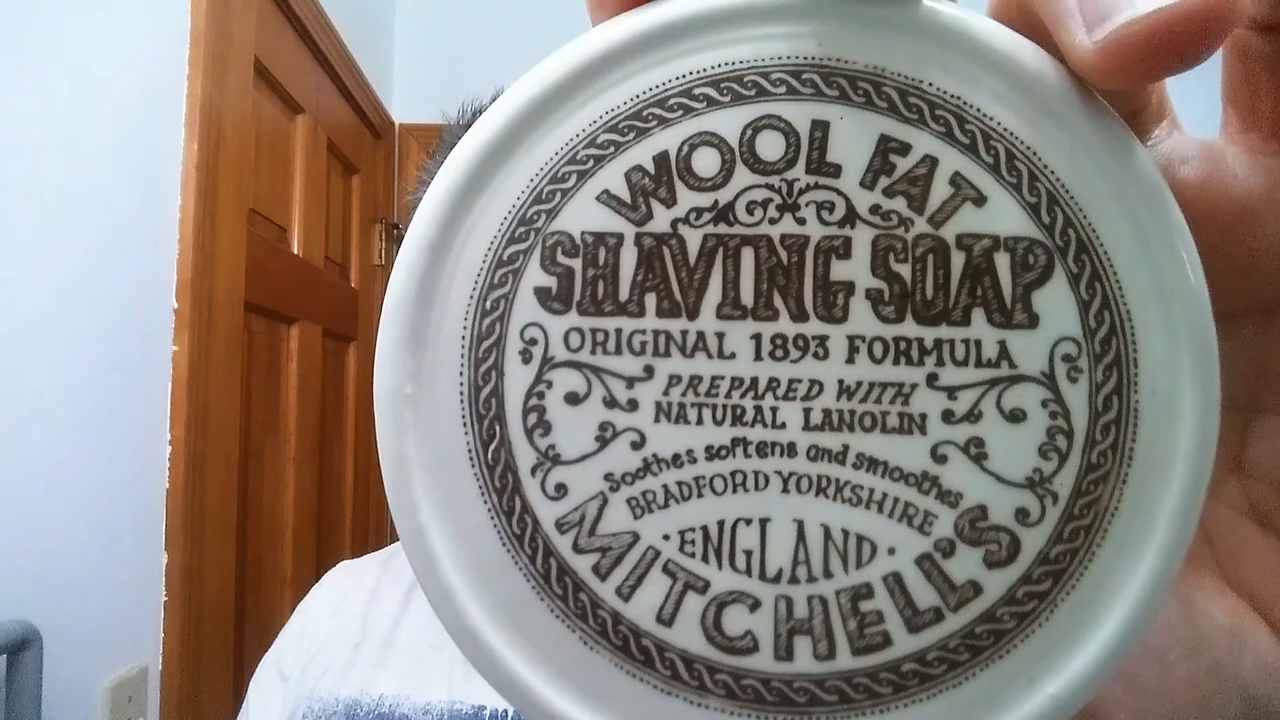 WOOL FAT
SHAVING SOAP
ORIGINAL 1893 FORMULA
PREPARED WITH
NATURAL LANOLIN
Soothes softens and smoothes
BRADFORD YORKSHIRE
·ENGLAND·
MITCHELL'S